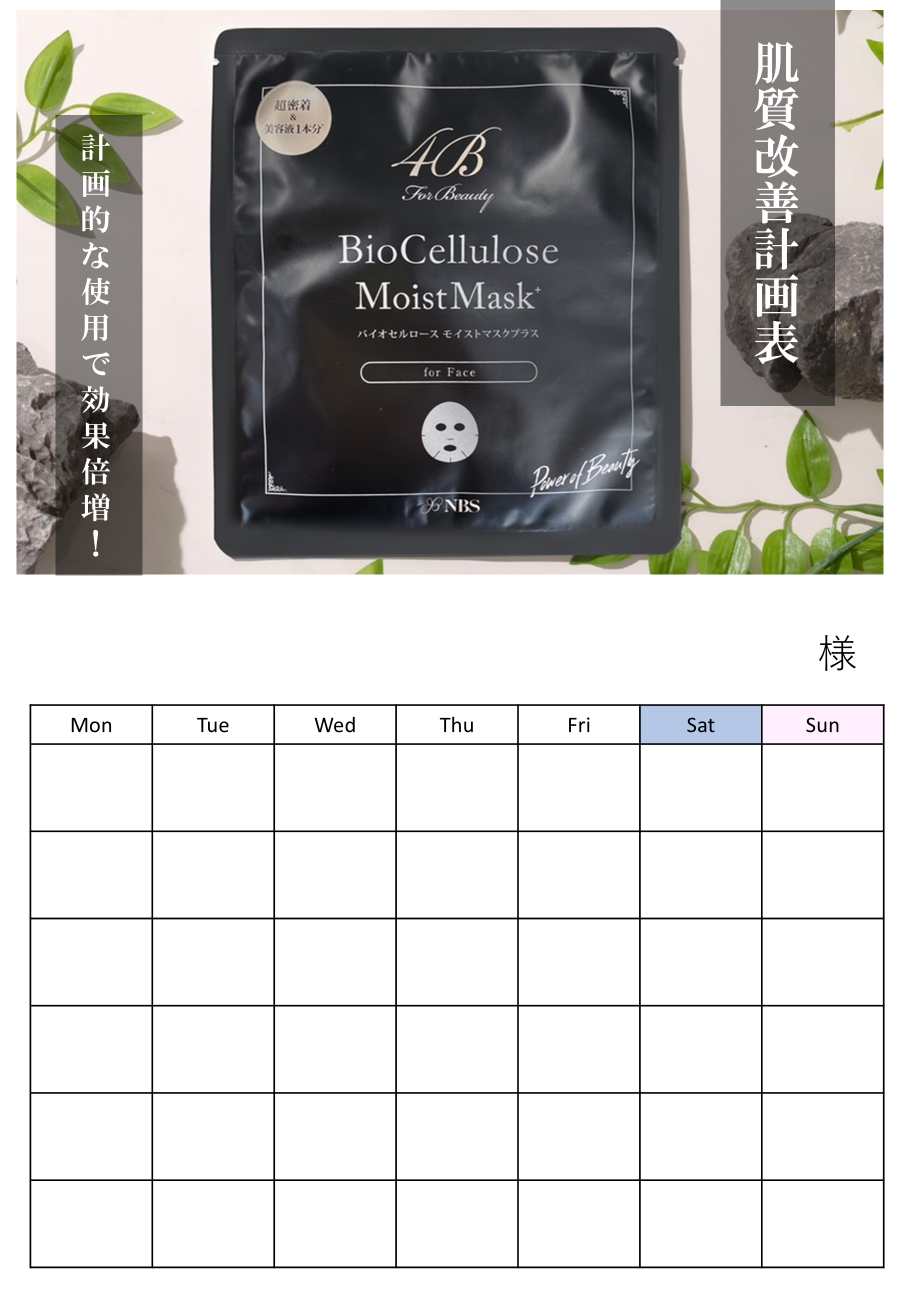 肌質改善計画表
計画的な使用で効果倍増！
超密着
&
美容液1本分*
4B
For Beauty
BioCellulose
MoistMask+
バイオセルロース モイストマスクプラス
for Face
Power of Beauty
NBS
様
Mon Tue Wed Thu Fri Sat Sun